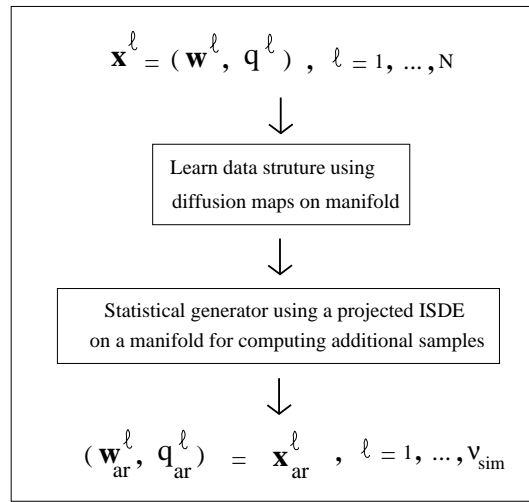 𝐱^ℓ = ( 𝐰^ℓ, q^ℓ ) , ℓ = 1, ... , N
Learn data struture using
diffusion maps on manifold
Statistical generator using a projected ISDE
on a manifold for computing additional samples
( 𝐰_ar^ℓ, q_ar^ℓ ) = 𝐱_ar^ℓ , ℓ = 1, ... , ν_sim